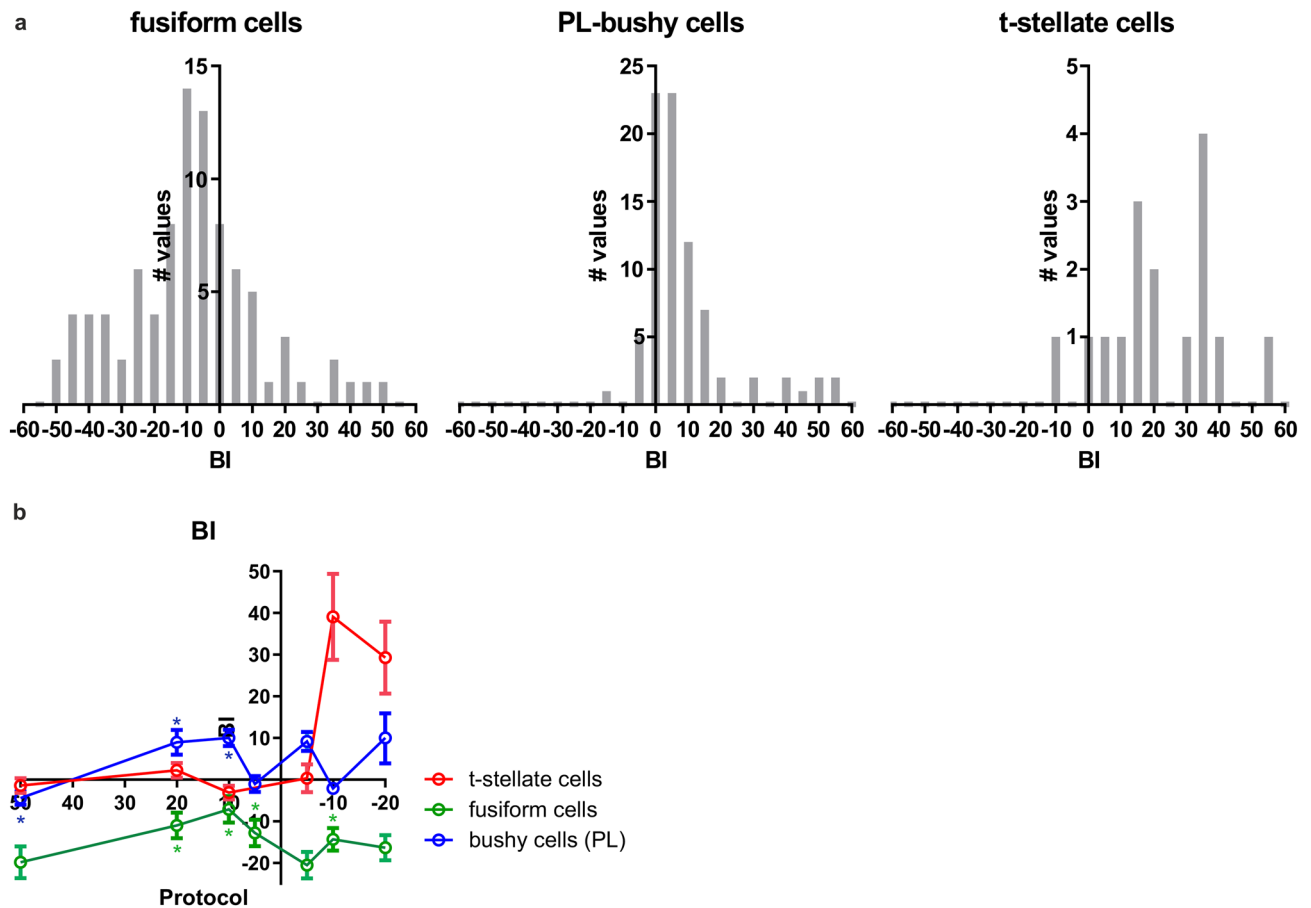 a
fusiform cells
PL-bushy cells
t-stellate cells
15
10
5
# values
-60 -50 -40 -30 -20 -10 0 10 20 30 40 50 60
BI
25
20
15
10
5
# values
-60 -50 -40 -30 -20 -10 0 10 20 30 40 50 60
BI
5
4
3
2
1
# values
-60 -50 -40 -30 -20 -10 0 10 20 30 40 50 60
BI
b
BI
50
40
30
20
10
-10
-20
BI
50 40 30 20 10 -10 -20
* * * * * * *
Protocol
t-stellate cells
fusiform cells
bushy cells (PL)